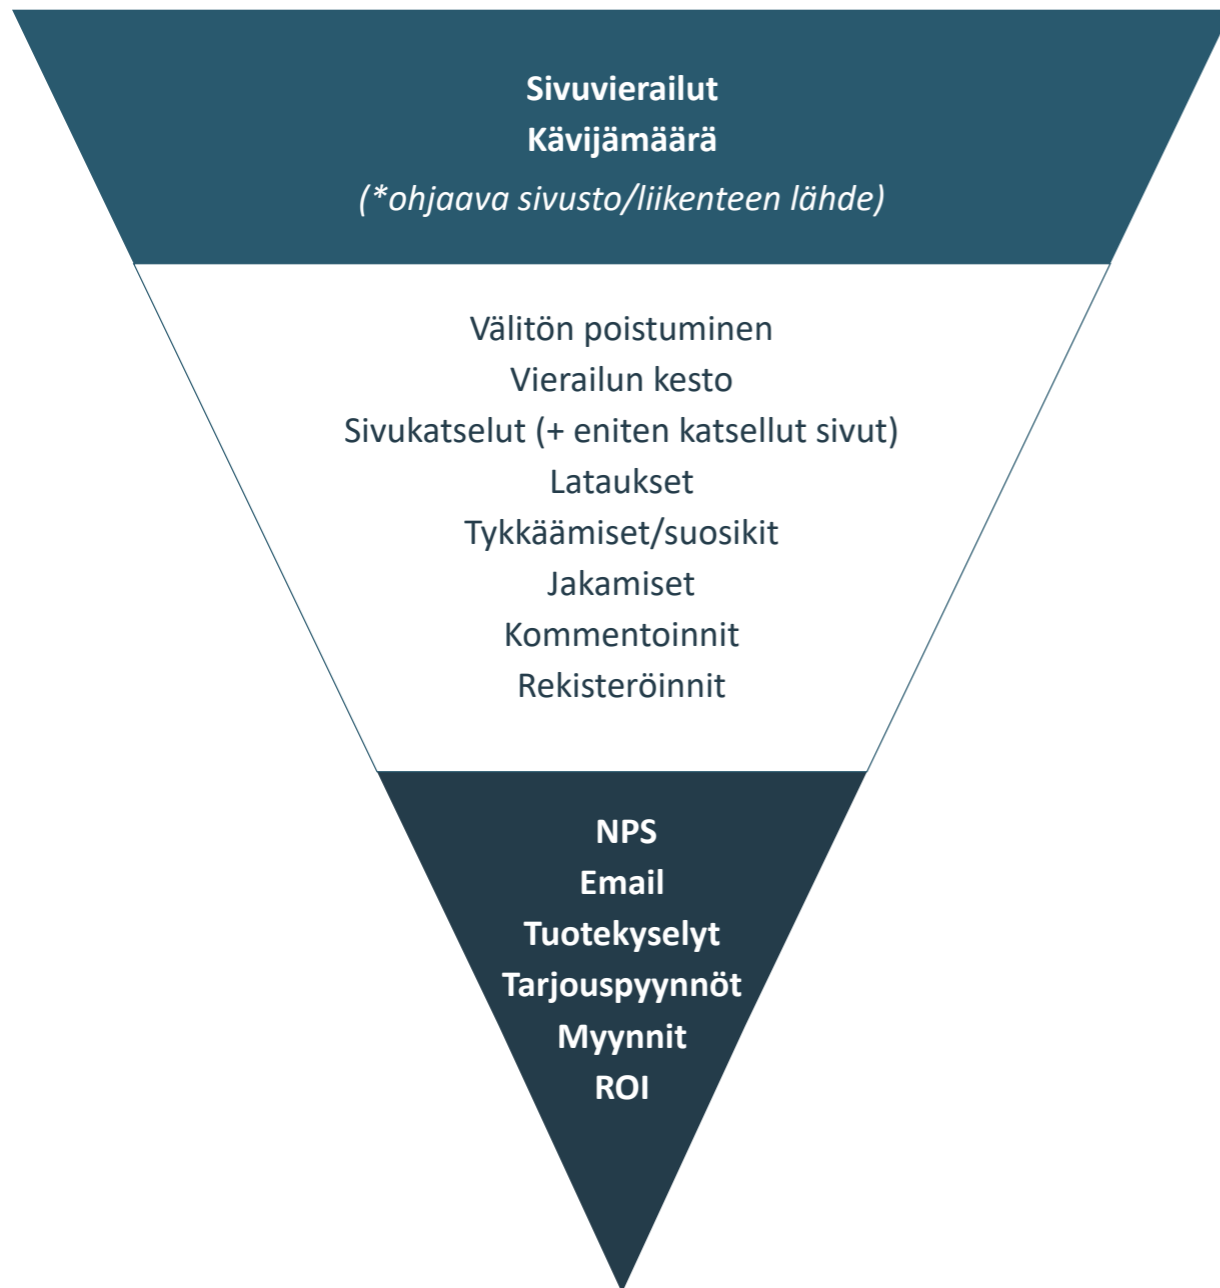 Sivuvierailut
Kävijämäärä
(*ohjaava sivusto/liikenteen lähde)
Välitön poistuminen
Vierailun kesto
Sivukatselut (+ eniten katsellut sivut)
Lataukset
Tykkäämiset/suosikit
Jakamiset
Kommentoinnit
Rekisteröinnit
NPS
Email
Tuotekyselyt
Tarjouspyynnöt
Myynnit
ROI